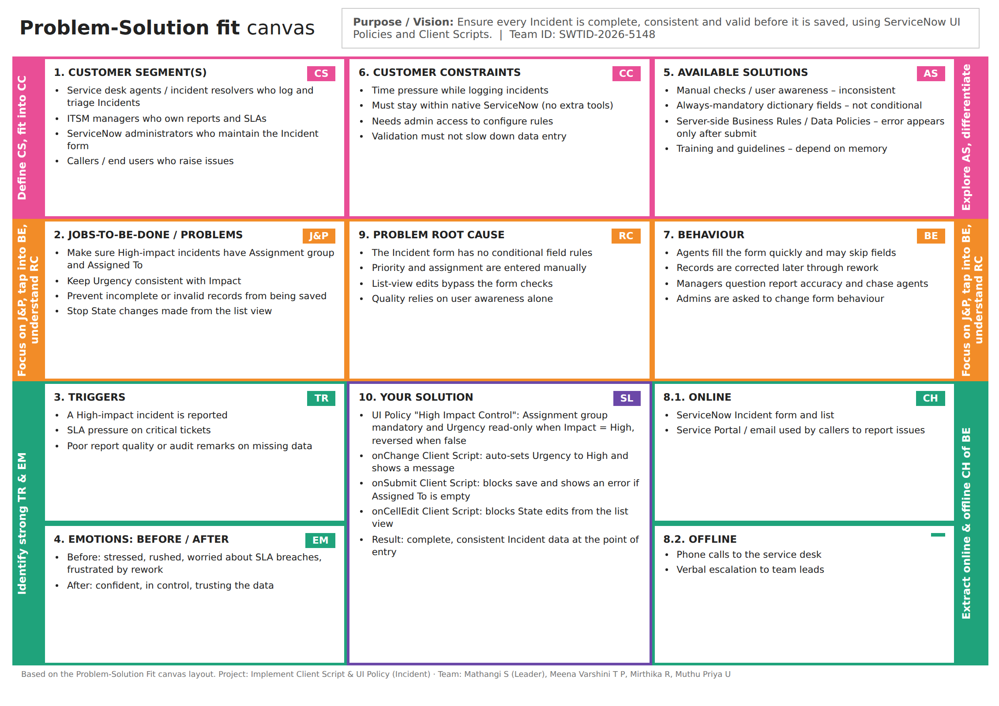 Problem-Solution fit canvas
Purpose / Vision: Ensure every Incident is complete, consistent and valid before it is saved, using ServiceNow UI
Policies and Client Scripts.  |  Team ID: SWTID-2026-5148
Define CS, fit into CC
1. CUSTOMER SEGMENT(S)
CS
• Service desk agents / incident resolvers who log and
triage Incidents
• ITSM managers who own reports and SLAs
• ServiceNow administrators who maintain the Incident
form
• Callers / end users who raise issues
6. CUSTOMER CONSTRAINTS
CC
• Time pressure while logging incidents
• Must stay within native ServiceNow (no extra tools)
• Needs admin access to configure rules
• Validation must not slow down data entry
5. AVAILABLE SOLUTIONS
AS
• Manual checks / user awareness – inconsistent
• Always-mandatory dictionary fields – not conditional
• Server-side Business Rules / Data Policies – error appears
only after submit
• Training and guidelines – depend on memory
Explore AS, differentiate
Focus on J&P, tap into BE,
understand RC
2. JOBS-TO-BE-DONE / PROBLEMS
J&P
• Make sure High-impact incidents have Assignment group
and Assigned To
• Keep Urgency consistent with Impact
• Prevent incomplete or invalid records from being saved
• Stop State changes made from the list view
9. PROBLEM ROOT CAUSE
RC
• The Incident form has no conditional field rules
• Priority and assignment are entered manually
• List-view edits bypass the form checks
• Quality relies on user awareness alone
7. BEHAVIOUR
BE
• Agents fill the form quickly and may skip fields
• Records are corrected later through rework
• Managers question report accuracy and chase agents
• Admins are asked to change form behaviour
Focus on J&P, tap into BE,
understand RC
Identify strong TR & EM
3. TRIGGERS
TR
• A High-impact incident is reported
• SLA pressure on critical tickets
• Poor report quality or audit remarks on missing data
4. EMOTIONS: BEFORE / AFTER
EM
• Before: stressed, rushed, worried about SLA breaches,
frustrated by rework
• After: confident, in control, trusting the data
10. YOUR SOLUTION
SL
• UI Policy "High Impact Control": Assignment group
mandatory and Urgency read-only when Impact = High,
reversed when false
• onChange Client Script: auto-sets Urgency to High and
shows a message
• onSubmit Client Script: blocks save and shows an error if
Assigned To is empty
• onCellEdit Client Script: blocks State edits from the list
view
• Result: complete, consistent Incident data at the point of
entry
8.1. ONLINE
CH
• ServiceNow Incident form and list
• Service Portal / email used by callers to report issues
8.2. OFFLINE
• Phone calls to the service desk
• Verbal escalation to team leads
Extract online & offline CH of BE
Based on the Problem-Solution Fit canvas layout. Project: Implement Client Script & UI Policy (Incident) · Team: Mathangi S (Leader), Meena Varshini T P, Mirthika R, Muthu Priya U